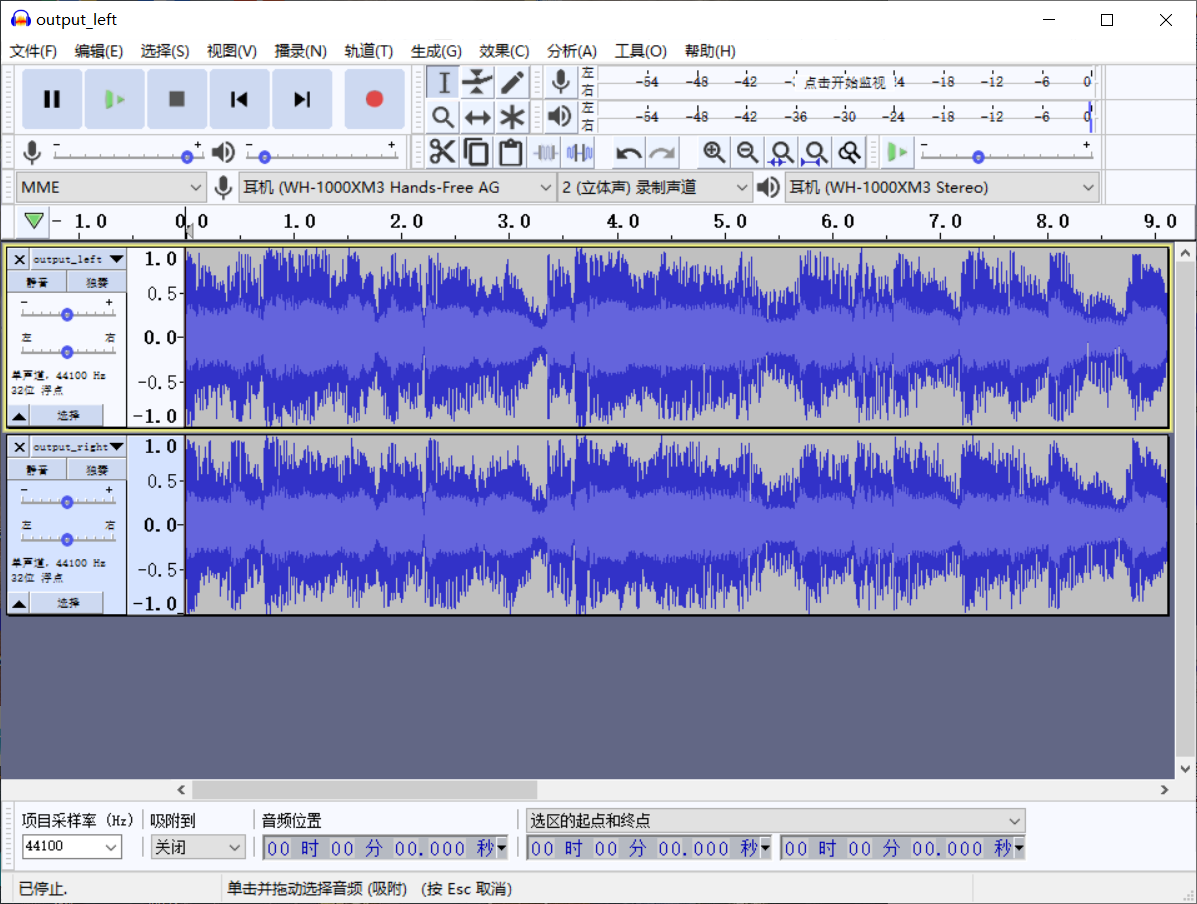 output_left
文件(F) 编辑(E) 选择(S) 视图(V) 播录(N) 轨道(T) 生成(G) 效果(C) 分析(A) 工具(O) 帮助(H)
左 右 -54 -48 -42 -3 点击开始监视 24 -18 -12 -6 0
左 右 -54 -48 -42 -36 -30 -24 -18 -12 -6 0
- + - + - +
MME 耳机 (WH-1000XM3 Hands-Free AG 2 (立体声) 录制声道 耳机 (WH-1000XM3 Stereo)
- 1.0 0.0 1.0 2.0 3.0 4.0 5.0 6.0 7.0 8.0 9.0
output_left
静音 独奏
- +
左 右
单声道, 44100 Hz
32位 浮点
选择
1.0
0.5-
0.0-
-0.5-
-1.0
output_right
静音 独奏
- +
左 右
单声道, 44100 Hz
32位 浮点
选择
1.0
0.5-
0.0-
-0.5-
-1.0
项目采样率 (Hz) 吸附到 音频位置 选区的起点和终点
44100 关闭 00 时 00 分 00.000 秒 00 时 00 分 00.000 秒 00 时 00 分 00.000 秒
已停止. 单击并拖动选择音频 (吸附) (按 Esc 取消)